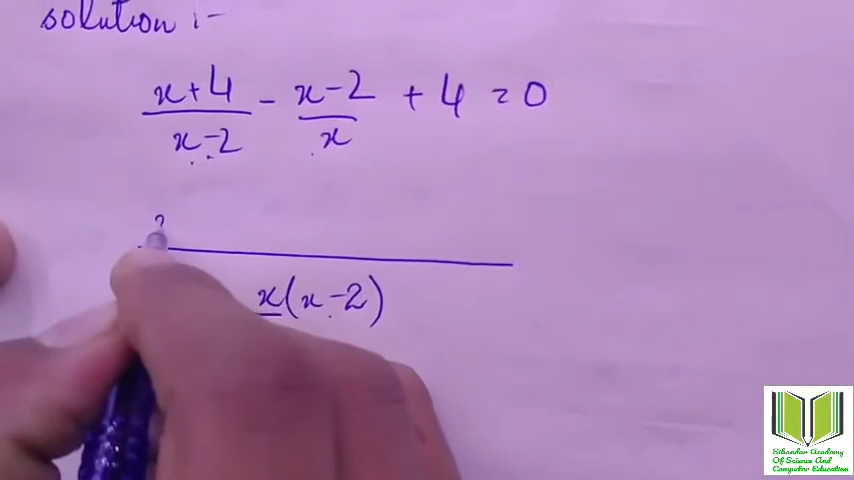 solution :-
x+4 - x-2 + 4 = 0
x-2 x
x(x-2)
Sikandar Academy
Of Science And
Computer Education